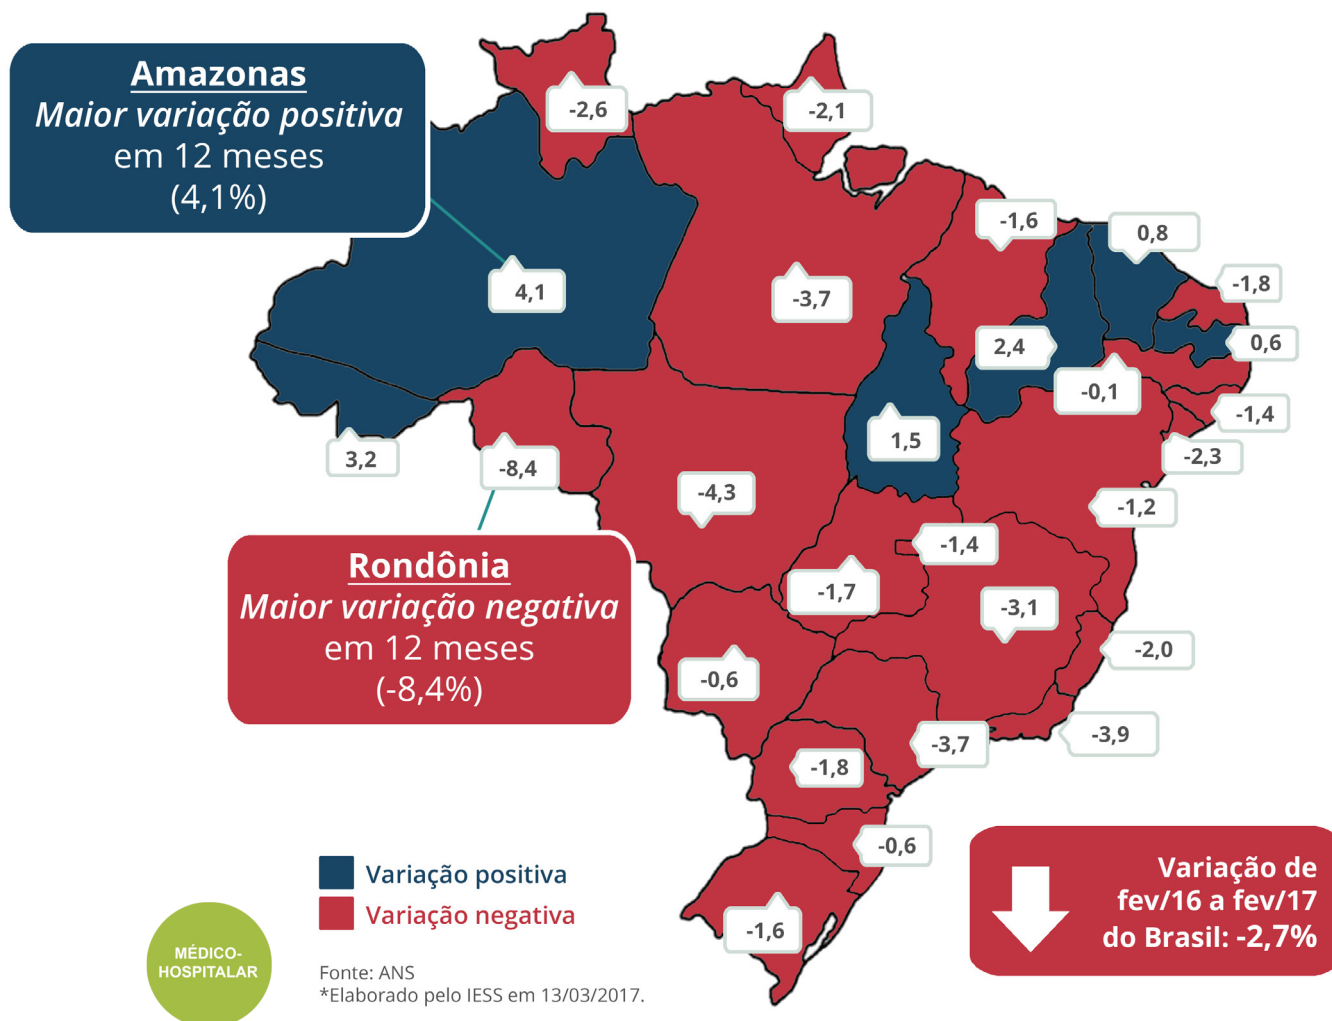 Amazonas
Maior variação positiva
em 12 meses
(4,1%)
-2,6
-2,1
-1,6
0,8
-1,8
4,1
-3,7
2,4
0,6
-0,1
-1,4
3,2
-8,4
1,5
-2,3
-4,3
-1,2
-1,4
Rondônia
Maior variação negativa
em 12 meses
(-8,4%)
-1,7
-3,1
-2,0
-0,6
-3,9
-3,7
-1,8
-0,6
-1,6
Variação positiva
Variação negativa
MÉDICO-
HOSPITALAR
Fonte: ANS
*Elaborado pelo IESS em 13/03/2017.
Variação de
fev/16 a fev/17
do Brasil: -2,7%